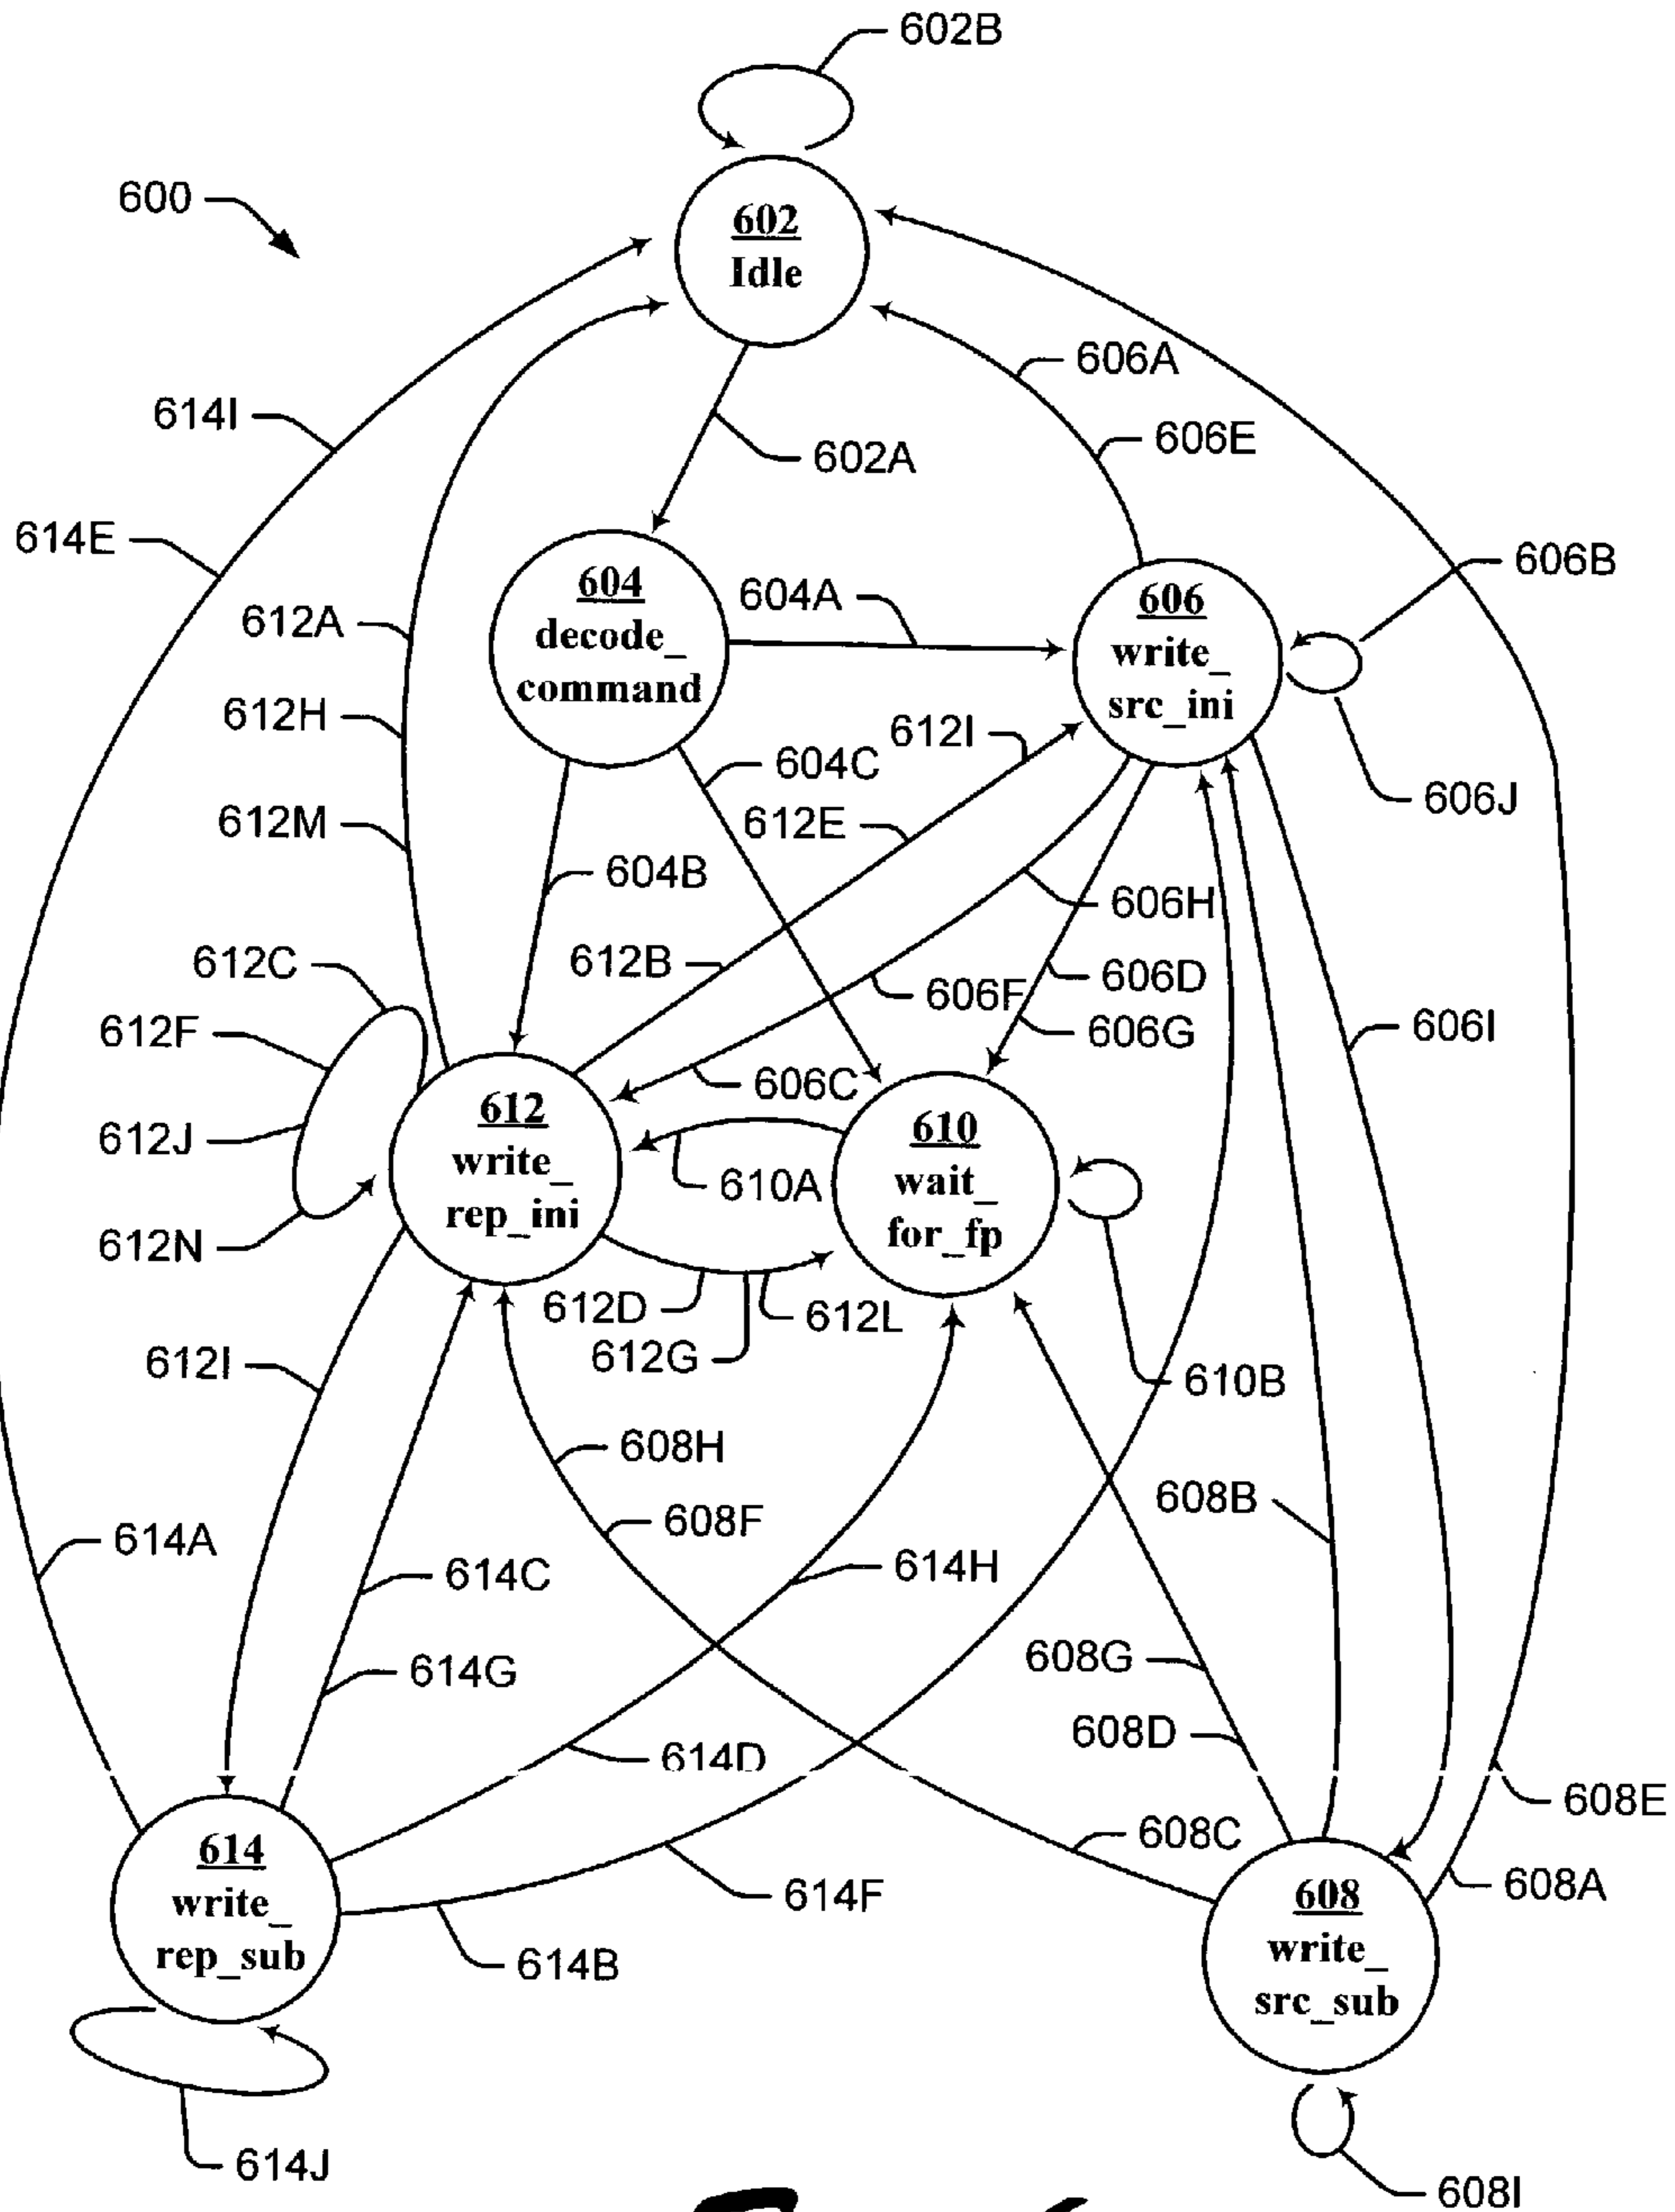 602B
600
602
Idle
606A
614I
606E
602A
614E
606B
604
decode_
command
604A
606
write_
src_ini
612A
612H
612I
604C
606J
612M
612E
604B
606H
612C
612B
606D
606F
612F
606G
606I
606C
612J
612
write_
rep_ini
610
wait_
for_fp
610A
612N
612D
612L
612G
612I
610B
608H
608B
608F
614A
614H
614C
608G
614G
608D
614D
608E
608C
614
write_
rep_sub
614F
608A
608
write_
src_sub
614B
614J
608I